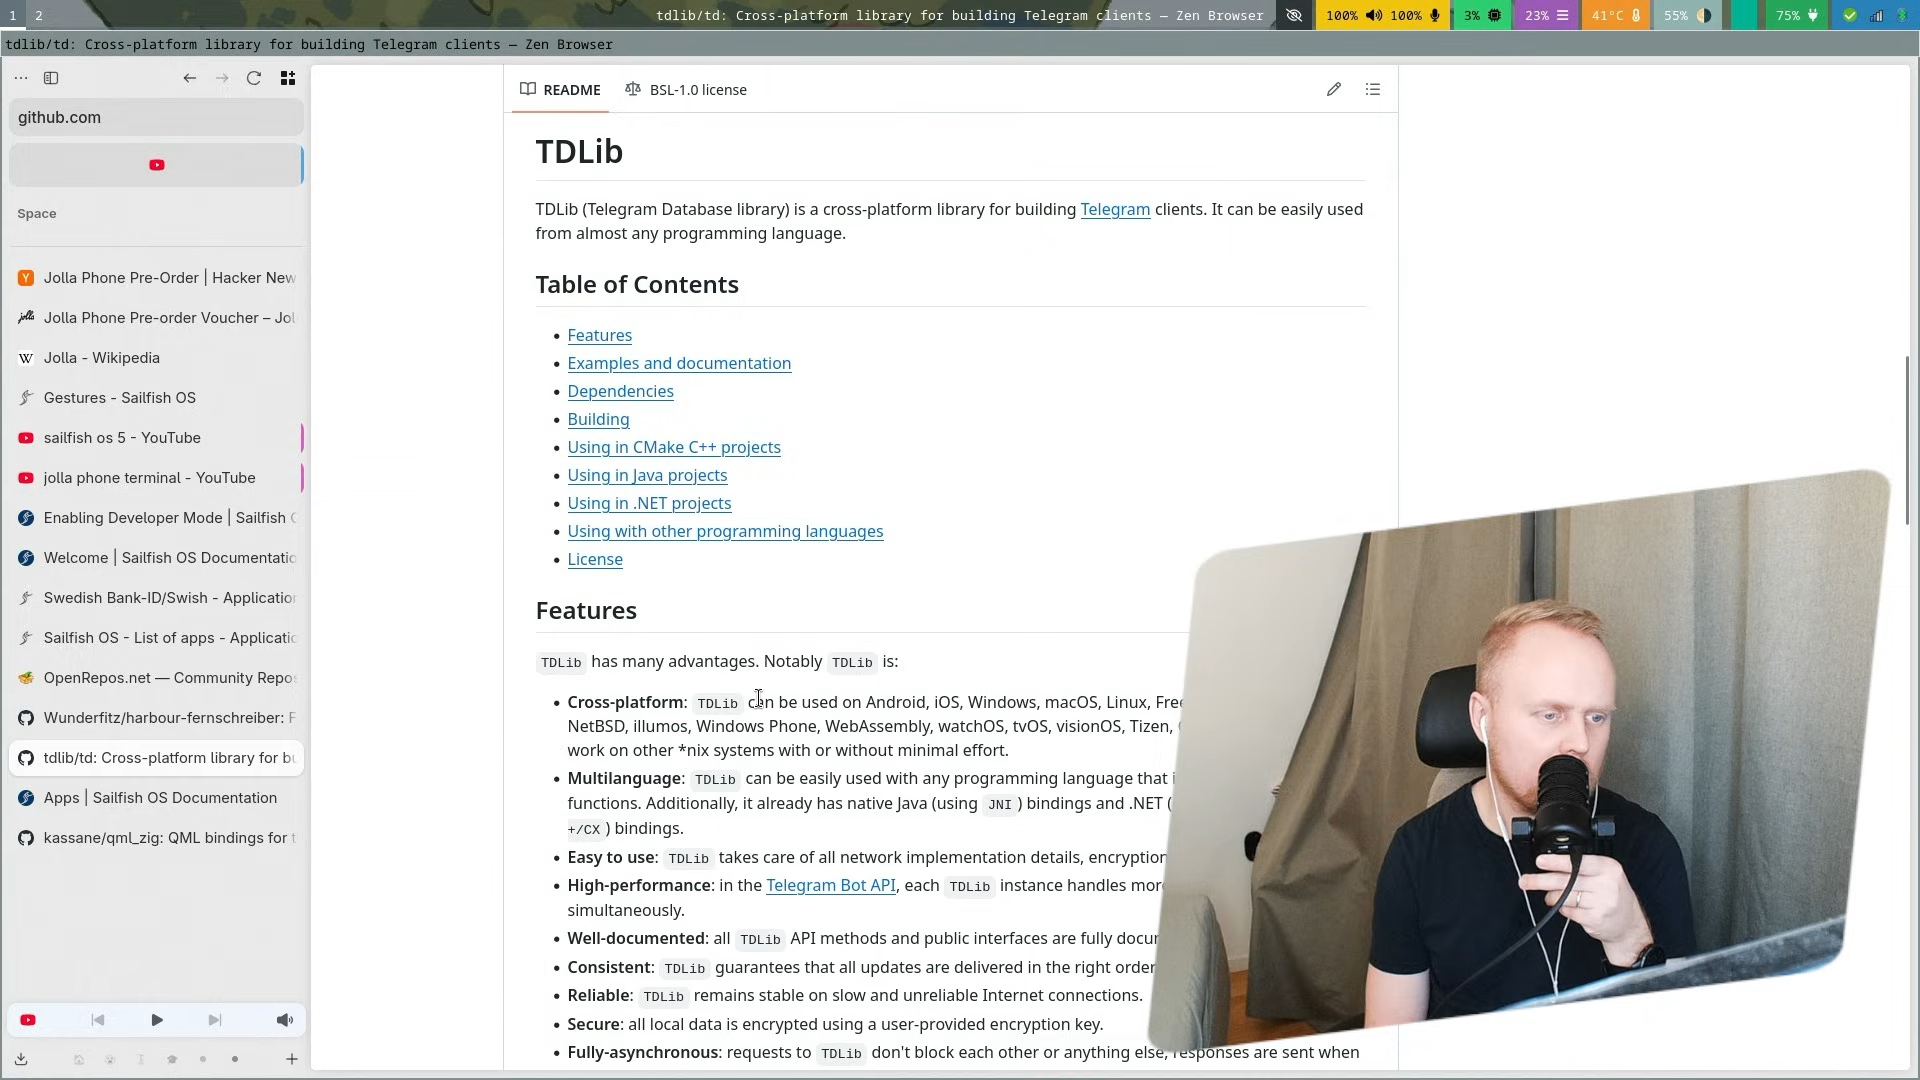 1 2 tdlib/td: Cross-platform library for building Telegram clients — Zen Browser 100% 100% 3% 23% 41°C 55% 75%
tdlib/td: Cross-platform library for building Telegram clients — Zen Browser
github.com
Space
Jolla Phone Pre-Order | Hacker New
Jolla Phone Pre-order Voucher – Jol
Jolla - Wikipedia
Gestures - Sailfish OS
sailfish os 5 - YouTube
jolla phone terminal - YouTube
Enabling Developer Mode | Sailfish O
Welcome | Sailfish OS Documentatio
Swedish Bank-ID/Swish - Application
Sailfish OS - List of apps - Applicatio
OpenRepos.net — Community Repos
Wunderfitz/harbour-fernschreiber: F
tdlib/td: Cross-platform library for bu
Apps | Sailfish OS Documentation
kassane/qml_zig: QML bindings for t
README BSL-1.0 license
TDLib
TDLib (Telegram Database library) is a cross-platform library for building Telegram clients. It can be easily used
from almost any programming language.
Table of Contents
• Features
• Examples and documentation
• Dependencies
• Building
• Using in CMake C++ projects
• Using in Java projects
• Using in .NET projects
• Using with other programming languages
• License
Features
TDLib has many advantages. Notably TDLib is:
• Cross-platform: TDLib can be used on Android, iOS, Windows, macOS, Linux, Free
NetBSD, illumos, Windows Phone, WebAssembly, watchOS, tvOS, visionOS, Tizen,
work on other *nix systems with or without minimal effort.
• Multilanguage: TDLib can be easily used with any programming language that
functions. Additionally, it already has native Java (using JNI) bindings and .NET (
+/CX) bindings.
• Easy to use: TDLib takes care of all network implementation details, encryption
• High-performance: in the Telegram Bot API, each TDLib instance handles more
simultaneously.
• Well-documented: all TDLib API methods and public interfaces are fully docu
• Consistent: TDLib guarantees that all updates are delivered in the right order
• Reliable: TDLib remains stable on slow and unreliable Internet connections.
• Secure: all local data is encrypted using a user-provided encryption key.
• Fully-asynchronous: requests to TDLib don't block each other or anything else, responses are sent when